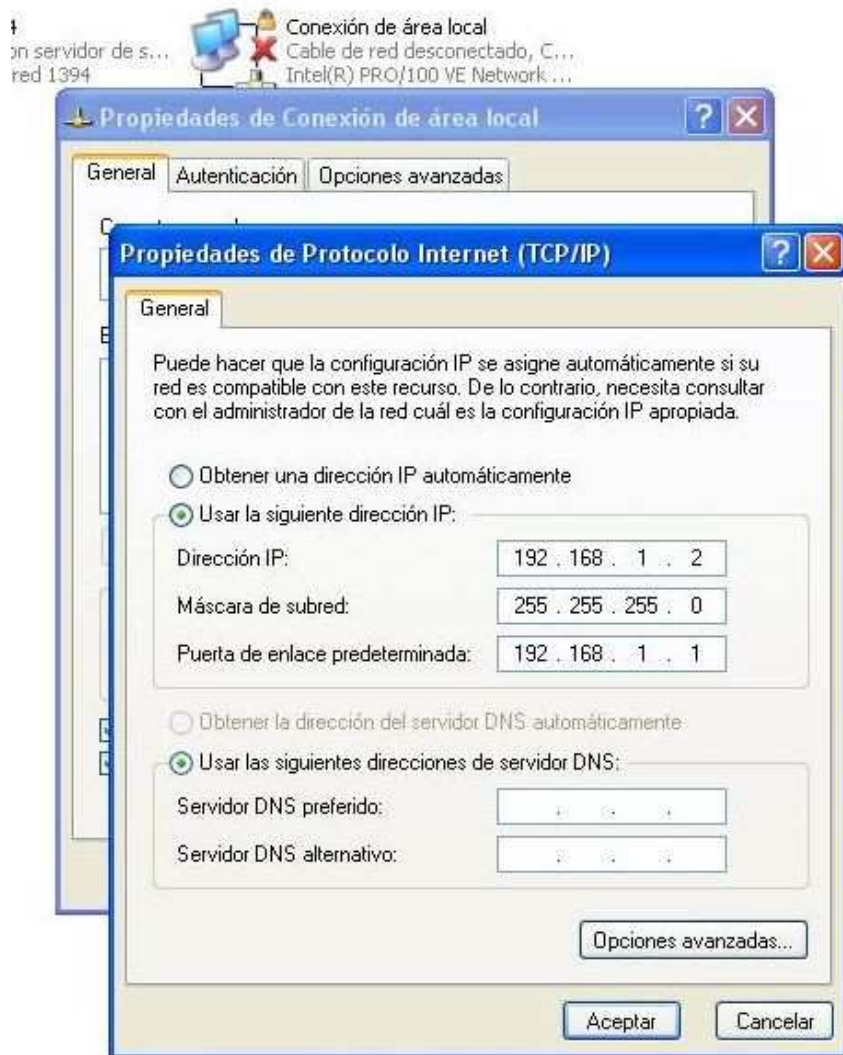 4
Conexión de área local
on servidor de s...
Cable de red desconectado, C...
red 1394
Intel(R) PRO/100 VE Network ...
Propiedades de Conexión de área local
General
Autenticación
Opciones avanzadas
Propiedades de Protocolo Internet (TCP/IP)
General
Puede hacer que la configuración IP se asigne automáticamente si su
red es compatible con este recurso. De lo contrario, necesita consultar
con el administrador de la red cuál es la configuración IP apropiada.
Obtener una dirección IP automáticamente
Usar la siguiente dirección IP:
Dirección IP:
192 . 168 . 1 . 2
Máscara de subred:
255 . 255 . 255 . 0
Puerta de enlace predeterminada:
192 . 168 . 1 . 1
Obtener la dirección del servidor DNS automáticamente
Usar las siguientes direcciones de servidor DNS:
Servidor DNS preferido:
. . .
Servidor DNS alternativo:
. . .
Opciones avanzadas...
Aceptar
Cancelar